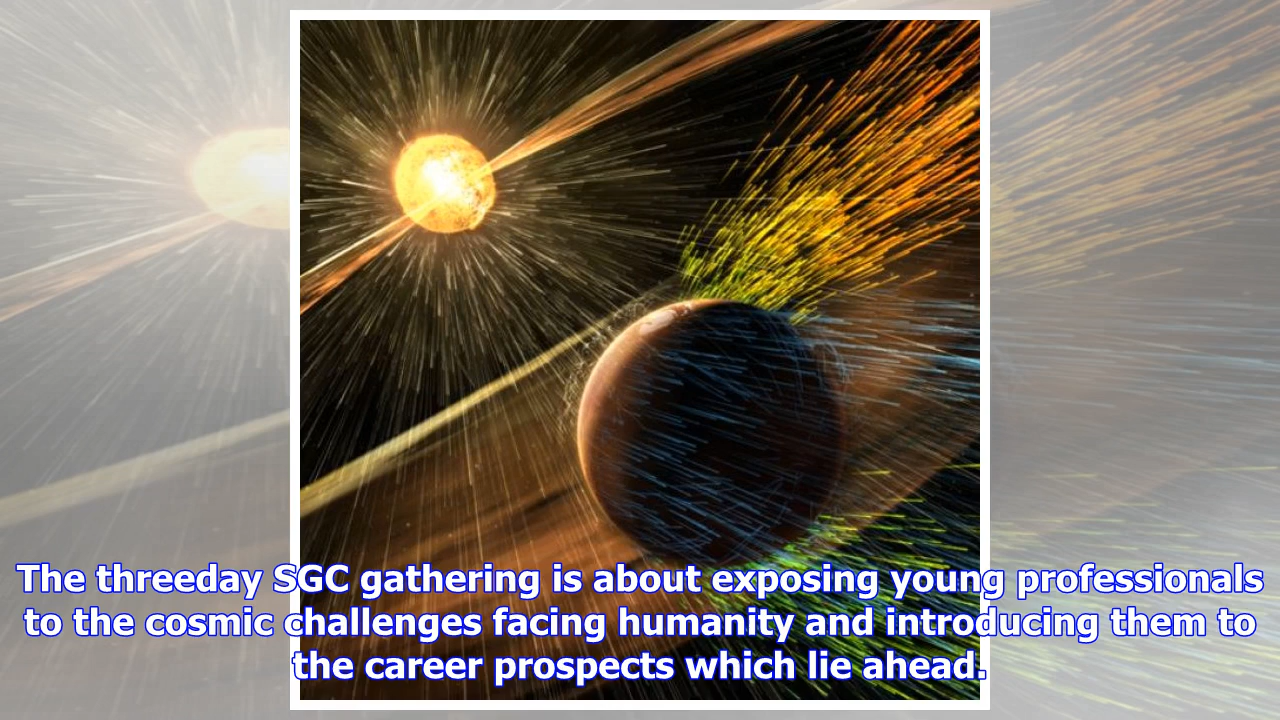 The threeday SGC gathering is about exposing young professionals
to the cosmic challenges facing humanity and introducing them to
the career prospects which lie ahead.